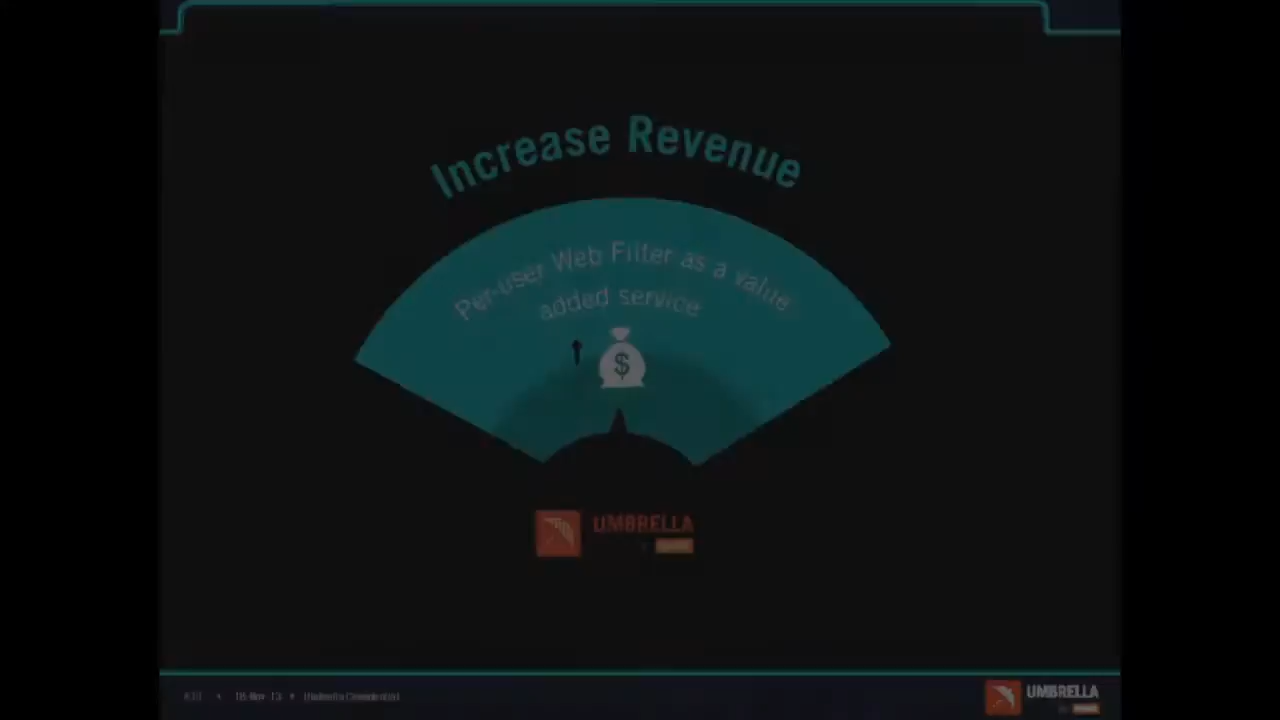 Increase Revenue
Per-user Web Filter as a value
added service
$
UMBRELLA
UMBRELLA